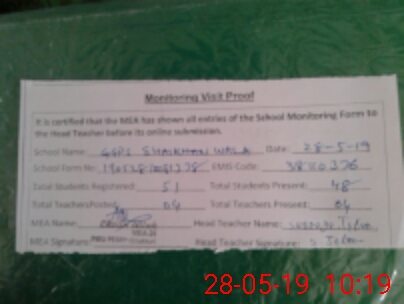 Monitoring Visit Proof
It is certified that the MEA has shown all entries of the School Monitoring Form to
the Head Teacher before its online submission.
School Name: GGPS SHAIKHAN WALA Date: 28-5-19
School Form No: EMIS Code:
Total Students Registered: 51 Total Students Present: 48
Total Teachers Posted: 04 Total Teachers Present: 04
MEA Name: Head Teacher Name:
MEA Signature: Head Teacher Signature:
28-05-19 10:19